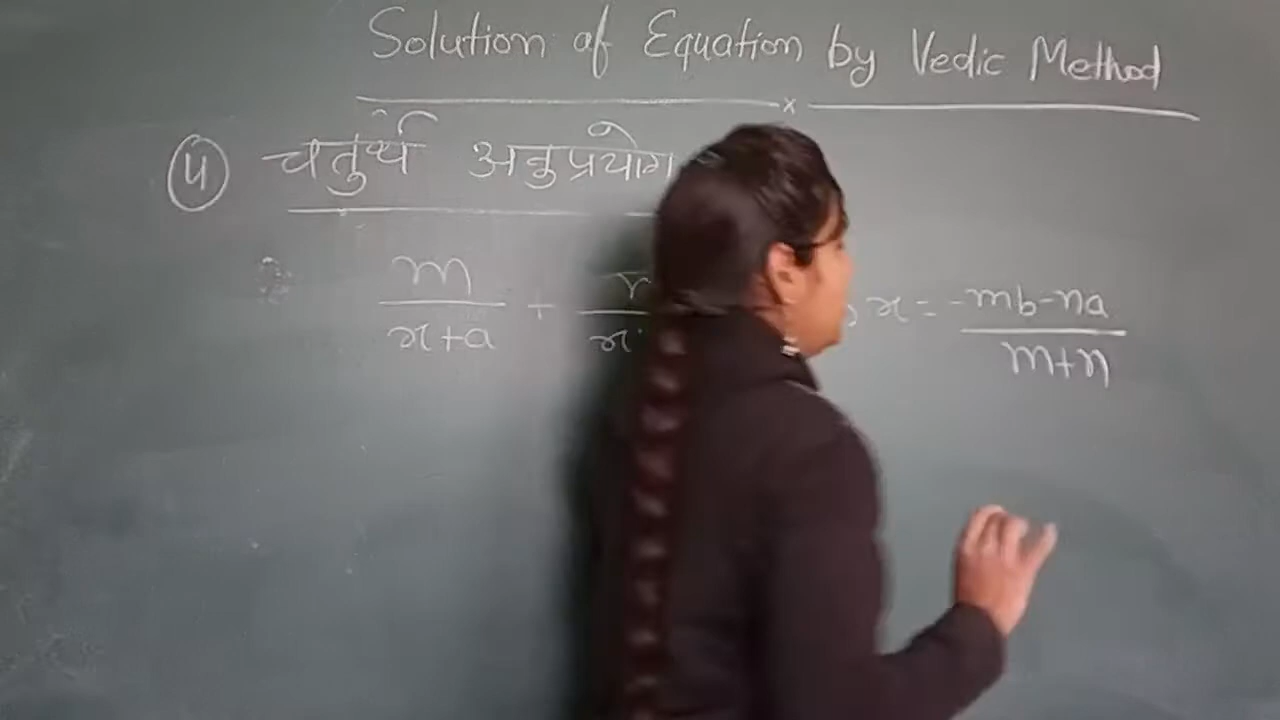 Solution of Equation by Vedic Method
4 चतुर्थ अनुप्रयोग
m/(x+a) + x = -mb-na/(m+n)